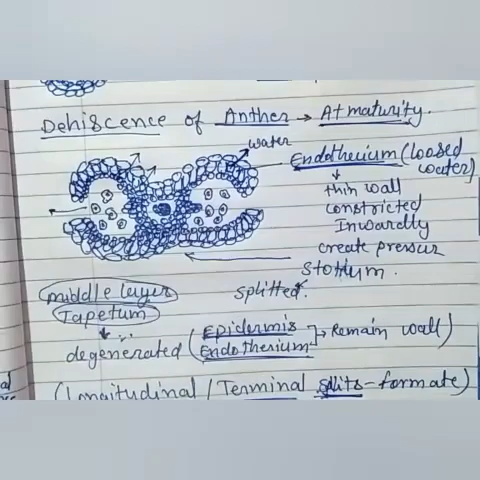 Dehiscence of Anther → At maturity.
water
Endothecium (loosed water)
↓
thin wall
constricted
Inwardly
create pressur
stomium.
splitted
middle layer
Tapetum
↓
degenerated (Epidermis Endothecium] → Remain wall)
(Longitudinal / Terminal splits-formate)